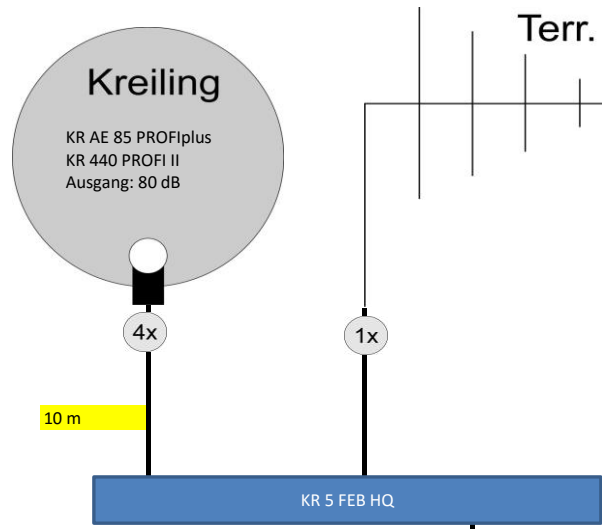 Terr.
Kreiling
KR AE 85 PROFIplus
KR 440 PROFI II
Ausgang: 80 dB
4x
1x
10 m
KR 5 FEB HQ